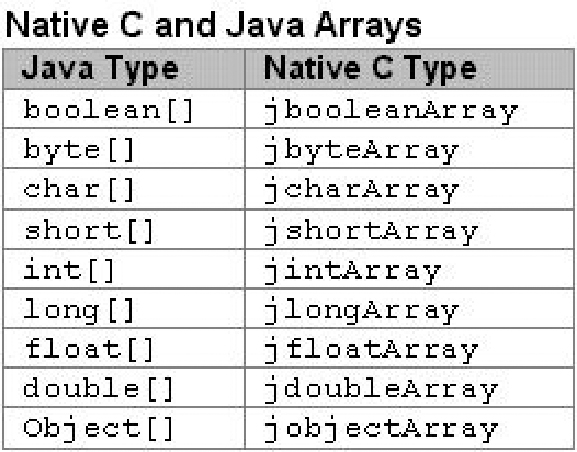 Native C and Java Arrays
Java Type Native C Type
boolean[] jbooleanArray
byte[] jbyteArray
char[] jcharArray
short[] jshortArray
int[] jintArray
long[] jlongArray
float[] jfloatArray
double[] jdoubleArray
Object[] jobjectArray